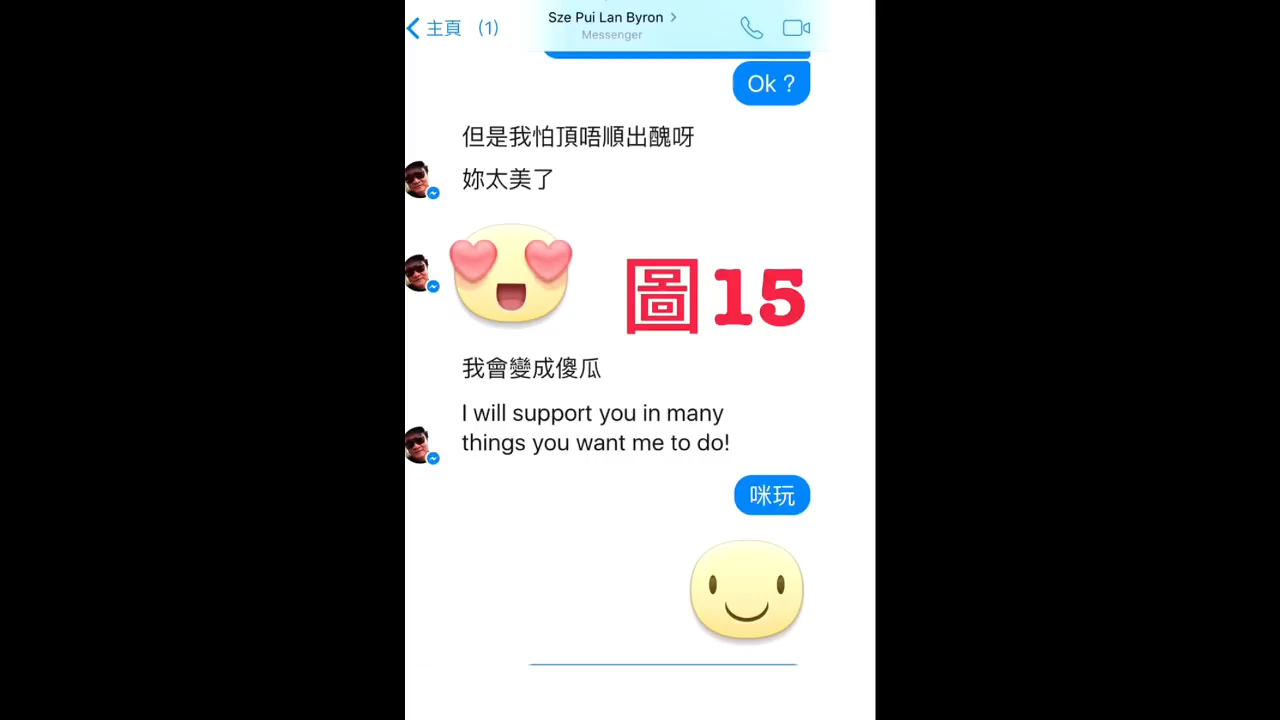 主頁 (1)
Sze Pui Lan Byron
Messenger
Ok ?
但是我怕頂唔順出醜呀
妳太美了
圖15
我會變成傻瓜
I will support you in many
things you want me to do!
咪玩